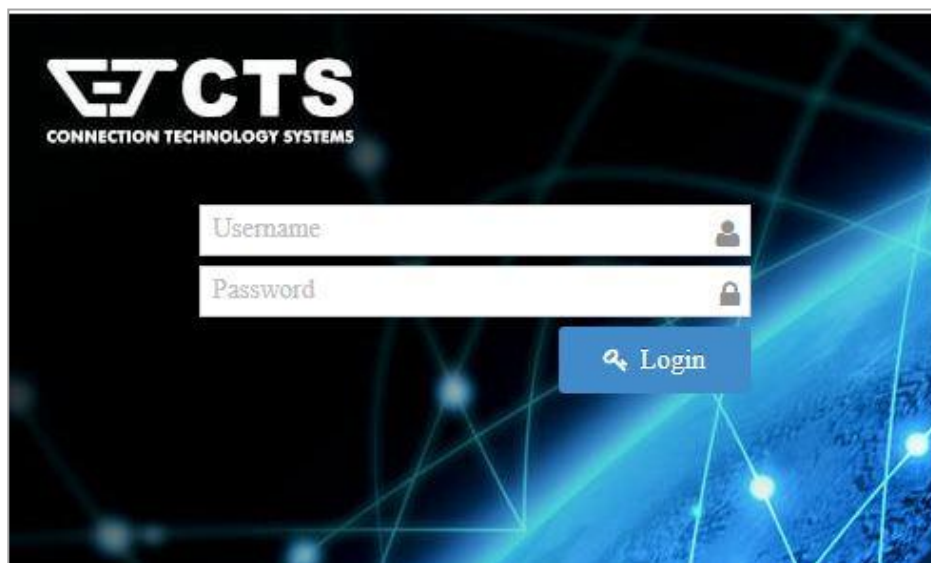 CTS
CONNECTION TECHNOLOGY SYSTEMS
Username
Password
Login